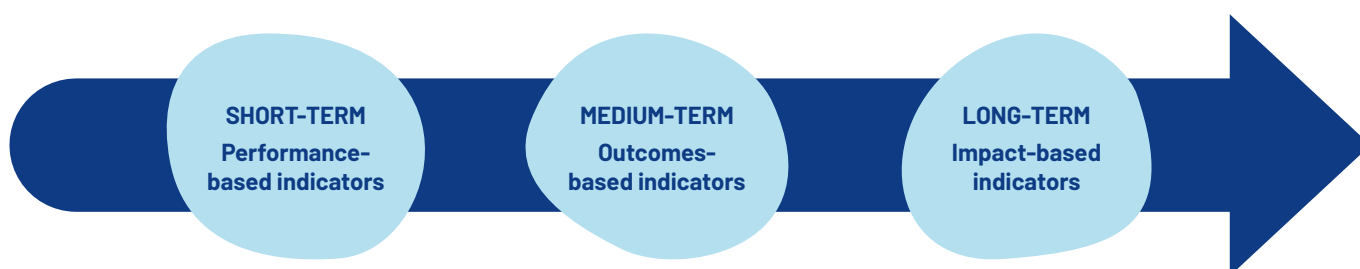 SHORT-TERM
Performance-
based indicators
MEDIUM-TERM
Outcomes-
based indicators
LONG-TERM
Impact-based
indicators